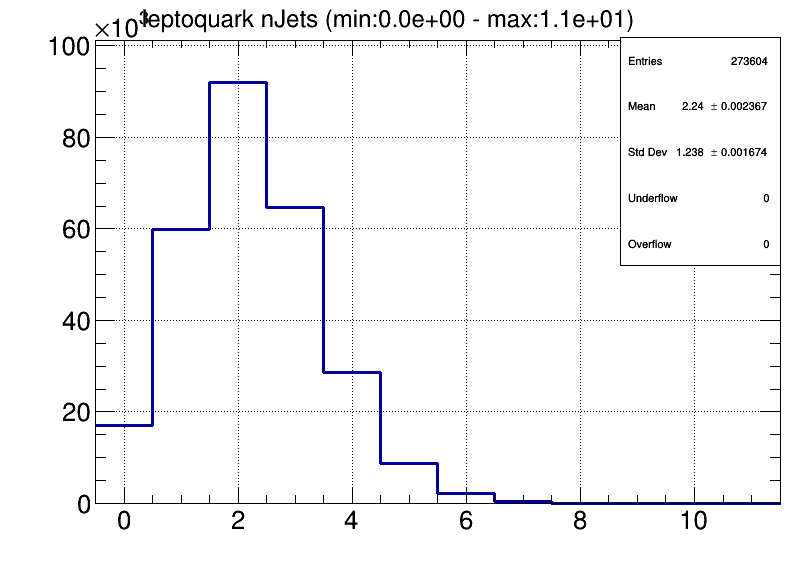 ×10³
leptoquark nJets (min:0.0e+00 - max:1.1e+01)
Entries 273604
Mean 2.24 ± 0.002367
Std Dev 1.238 ± 0.001674
Underflow 0
Overflow 0
100
80
60
40
20
0
0 2 4 6 8 10